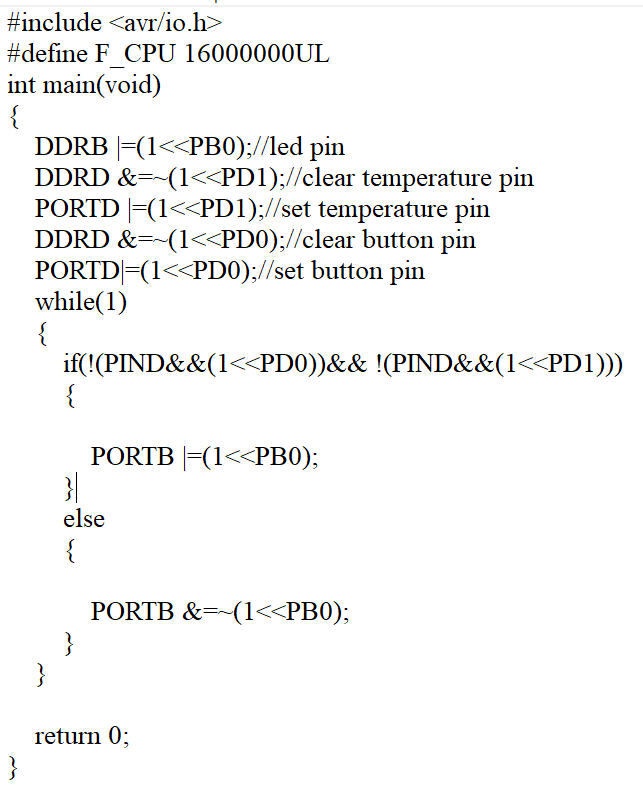 #include <avr/io.h>
#define F_CPU 16000000UL
int main(void)
{
DDRB |=(1<<PB0);//led pin
DDRD &=~(1<<PD1);//clear temperature pin
PORTD |=(1<<PD1);//set temperature pin
DDRD &=~(1<<PD0);//clear button pin
PORTD|=(1<<PD0);//set button pin
while(1)
{
if(!(PIND&&(1<<PD0))&& !(PIND&&(1<<PD1)))
{
PORTB |=(1<<PB0);
}
else
{
PORTB &=~(1<<PB0);
}
}
return 0;
}